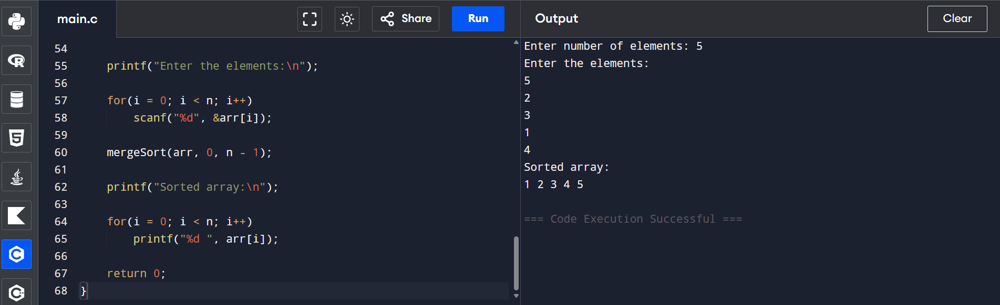 main.c
Share
Run
Output
Clear
54
55 printf("Enter the elements:\n");
56
57 for(i = 0; i < n; i++)
58 scanf("%d", &arr[i]);
59
60 mergeSort(arr, 0, n - 1);
61
62 printf("Sorted array:\n");
63
64 for(i = 0; i < n; i++)
65 printf("%d ", arr[i]);
66
67 return 0;
68 }
Enter number of elements: 5
Enter the elements:
5
2
3
1
4
Sorted array:
1 2 3 4 5
=== Code Execution Successful ===